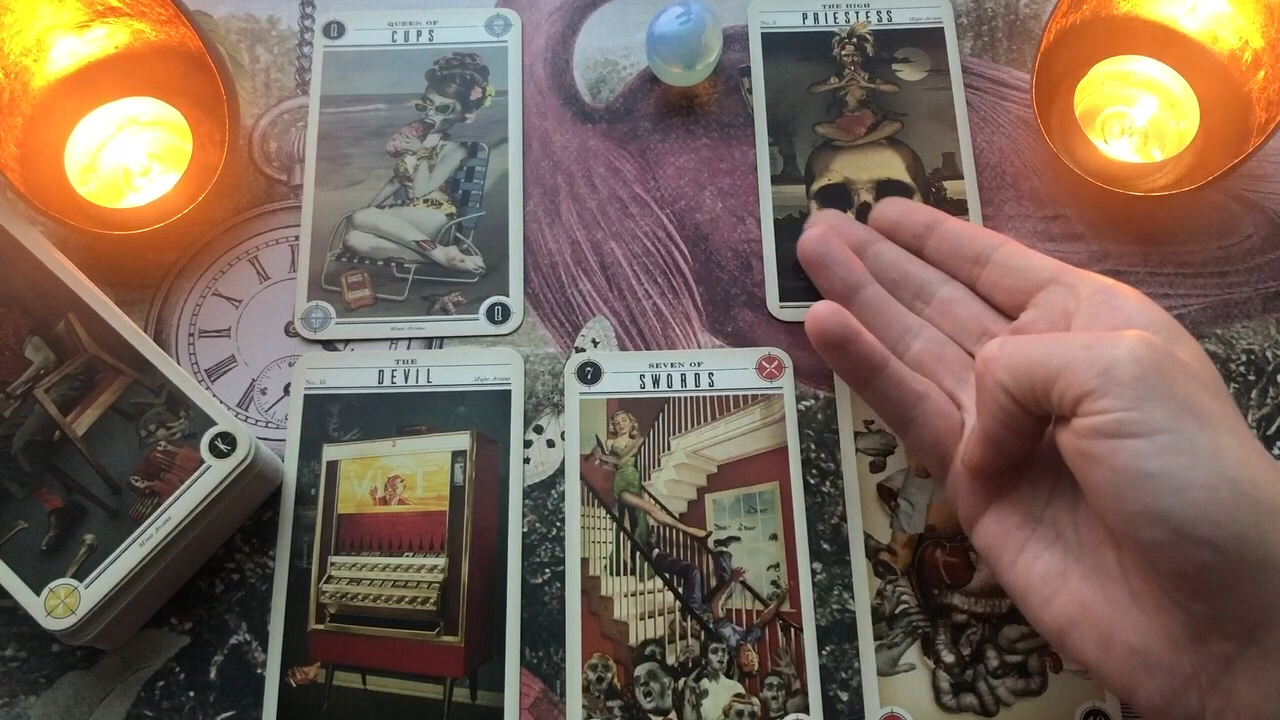 Q
QUEEN OF
CUPS
Q
Minor Arcana
THE HIGH
No. 2
PRIESTESS
Major Arcana
K
Minor Arcana
THE
No. 15
DEVIL
Major Arcana
VICE
7
SEVEN OF
SWORDS
XII